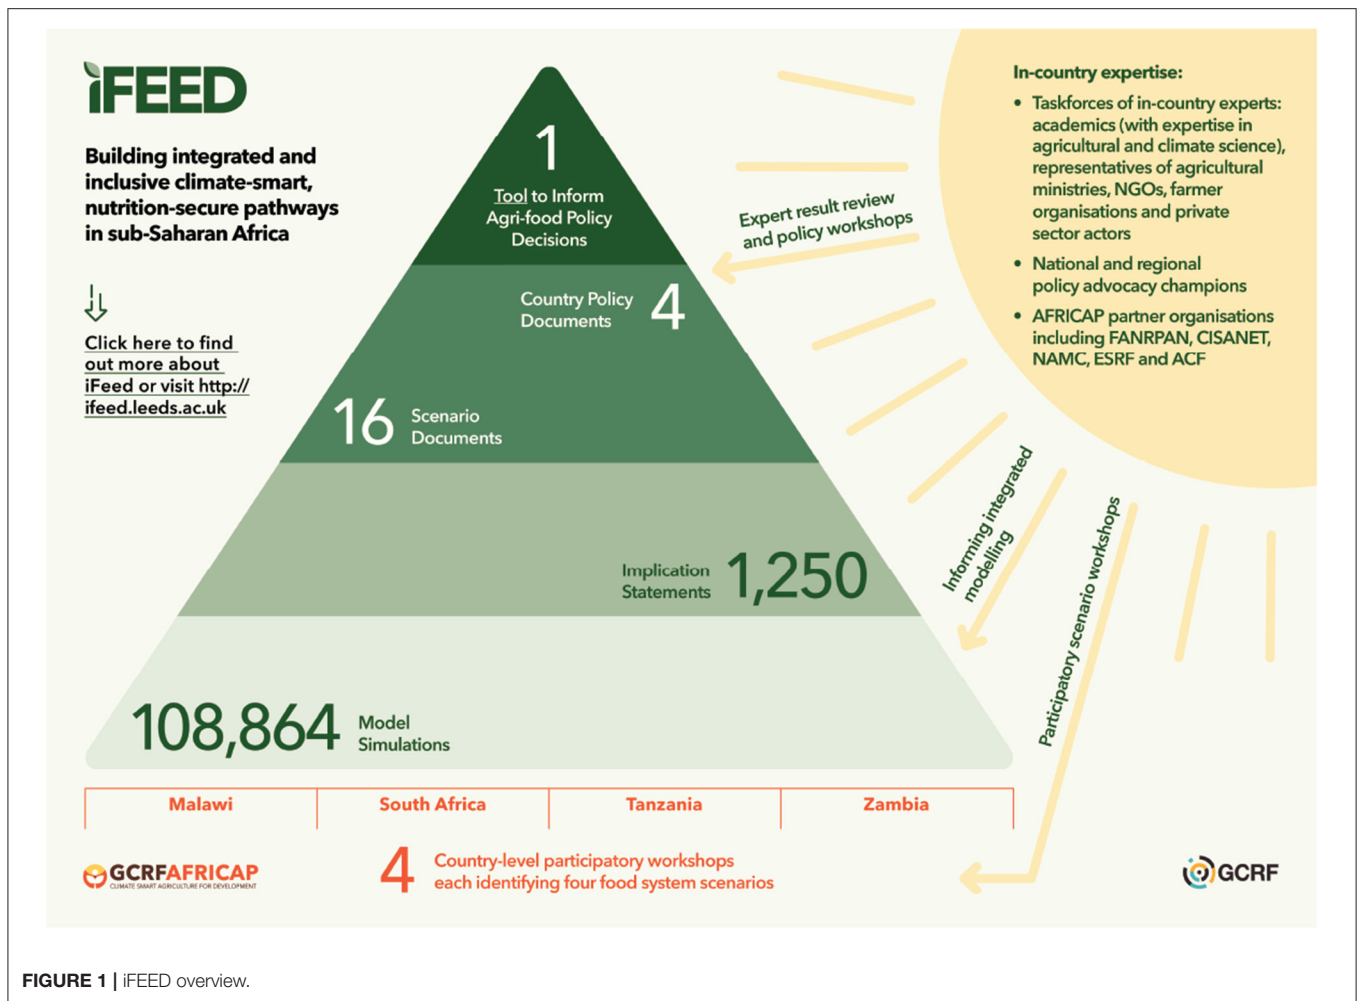 iFEED
Building integrated and
inclusive climate-smart,
nutrition-secure pathways
in sub-Saharan Africa
Click here to find
out more about
iFeed or visit http://
ifeed.leeds.ac.uk
1
Tool to Inform
Agri-food Policy
Decisions
Country Policy
Documents
4
16
Scenario
Documents
Implication
Statements
1,250
108,864
Model
Simulations
Expert result review
and policy workshops
Informing integrated
modelling
Participatory scenario workshops
In-country expertise:
• Taskforces of in-country experts:
academics (with expertise in
agricultural and climate science),
representatives of agricultural
ministries, NGOs, farmer
organisations and private
sector actors
• National and regional
policy advocacy champions
• AFRICAP partner organisations
including FANRPAN, CISANET,
NAMC, ESRF and ACF
Malawi
South Africa
Tanzania
Zambia
GCRFAFRICAP
CLIMATE SMART AGRICULTURE FOR DEVELOPMENT
4
Country-level participatory workshops
each identifying four food system scenarios
GCRF
FIGURE 1 | iFEED overview.